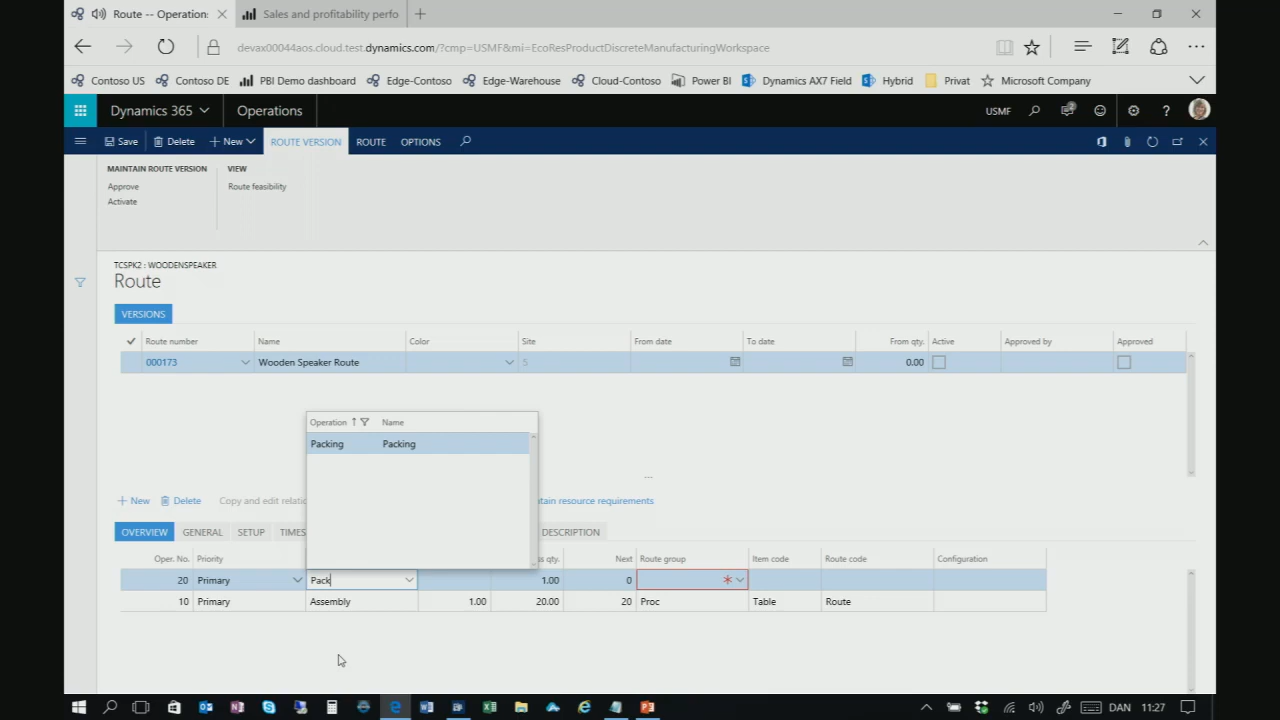 Route -- Operation:
Sales and profitability perfo
devax00044aos.cloud.test.dynamics.com/?cmp=USMF&mi=EcoResProductDiscreteManufacturingWorkspace
Contoso US Contoso DE PBI Demo dashboard Edge-Contoso Edge-Warehouse Cloud-Contoso Power BI Dynamics AX7 Field Hybrid Privat Microsoft Company
Dynamics 365 Operations USMF 2 ?
Save Delete + New ROUTE VERSION ROUTE OPTIONS
MAINTAIN ROUTE VERSION VIEW
Approve Route feasibility
Activate
TCSPK2 : WOODENSPEAKER
Route
VERSIONS
Route number Name Color Site From date To date From qty. Active Approved by Approved
000173 Wooden Speaker Route 5 0.00
Operation Name
Packing Packing
+ New Delete Copy and edit relatio ntain resource requirements
OVERVIEW GENERAL SETUP TIMES DESCRIPTION
Oper. No. Priority ss qty. Next Route group Item code Route code Configuration
20 Primary Pack 1.00 0
10 Primary Assembly 1.00 20.00 20 Proc Table Route
DAN 11:27